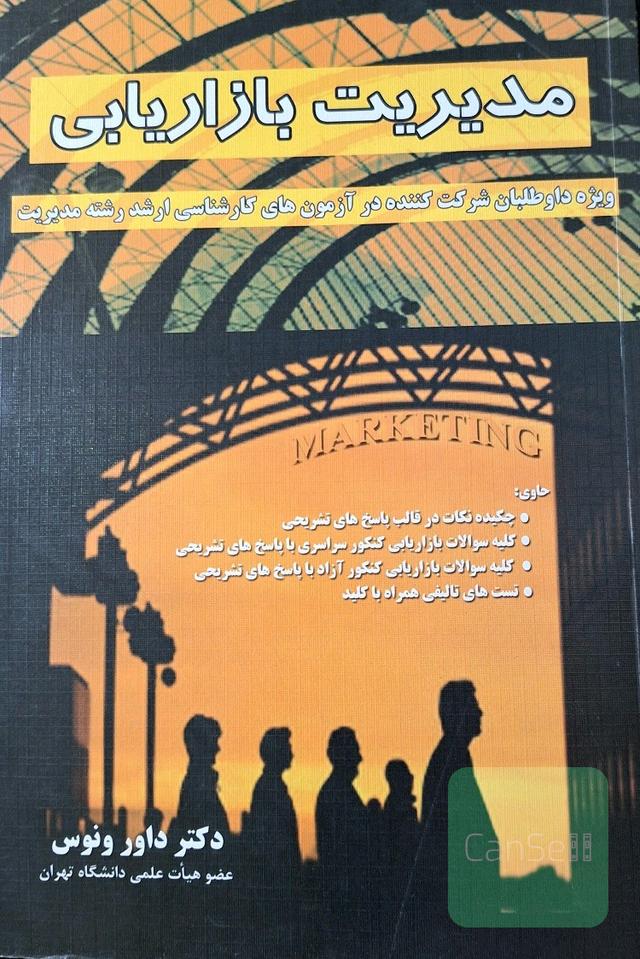 مدیریت بازاریابی
ویژه داوطلبان شرکت کننده در آزمون های کارشناسی ارشد رشته مدیریت
MARKETING
حاوی:
● چکیده نکات در قالب پاسخ های تشریحی
● کلیه سوالات بازاریابی کنکور سراسری با پاسخ های تشریحی
● کلیه سوالات بازاریابی کنکور آزاد با پاسخ های تشریحی
● تست های تالیفی همراه با کلید
دکتر داور ونوس
عضو هیأت علمی دانشگاه تهران
CanSell